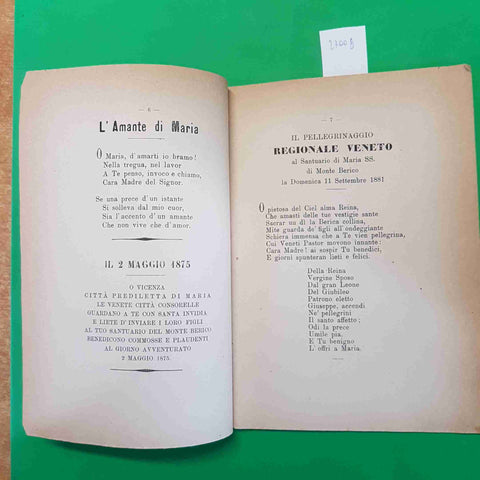 2100B
— 6 —
L'Amante di Maria
O Maria, d'amarti io bramo!
Nella tregua, nel lavor
A Te penso, invoco e chiamo,
Cara Madre del Signor.
Se una prece d'un istante
Si solleva dal mio cuor,
Sia l'accento d'un amante
Che non vive che d'amor.
IL 2 MAGGIO 1875
O VICENZA
CITTÀ PREDILETTA DI MARIA
LE VENETE CITTÀ CONSORELLE
GUARDANO A TE CON SANTA INVIDIA
E LIETE D'INVIARE I LORO FIGLI
AL TUO SANTUARIO DEL MONTE BERICO
BENEDICONO COMMOSSE E PLAUDENTI
AL GIORNO AVVENTURATO
2 MAGGIO 1875.
— 7 —
IL PELLEGRINAGGIO
REGIONALE VENETO
al Santuario di Maria SS.
di Monte Berico
la Domenica 11 Settembre 1881
O pietosa del Ciel alma Reina,
Che amasti delle tue vestigie sante
Sacrar un dì la Berica collina,
Mite guarda de' figli all'ondeggiante
Schiera immensa che a Te vien pellegrina,
Cui Veneti Pastor movono innante:
Cara Madre! ai sospir Tu benedici,
E giorni spunteran lieti e felici.
Della Reina
Vergine Sposo
Dal gran Leone
Del Giubileo
Patrono eletto
Giuseppe, accendi
Ne' pellegrini
Il santo affetto;
Odi la prece
Umile pia.
E Tu benigno
L'offri a Maria.